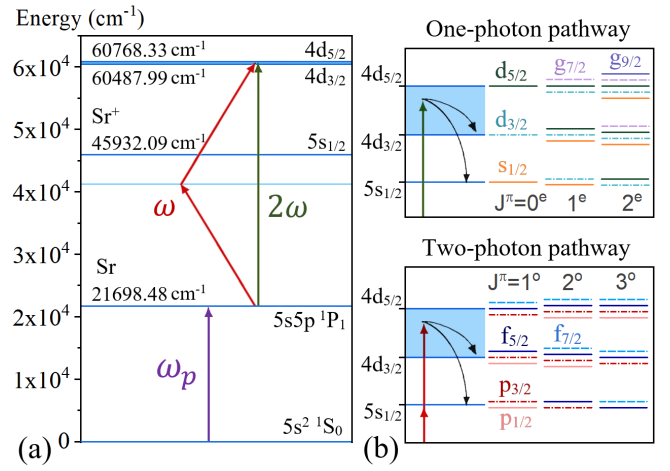 Energy (cm⁻¹)
6x10⁴
5x10⁴
4x10⁴
3x10⁴
2x10⁴
1x10⁴
0
60768.33 cm⁻¹ 4d₅/₂
60487.99 cm⁻¹ 4d₃/₂
Sr⁺
45932.09 cm⁻¹ 5s₁/₂
ω 2ω
Sr
21698.48 cm⁻¹
5s5p ¹P₁
ωₚ
5s² ¹S₀
(a)
One-photon pathway
4d₅/₂ d₅/₂ g₇/₂ g₉/₂
4d₃/₂ d₃/₂
5s₁/₂ s₁/₂
Jᵖⁱ=0ᵉ 1ᵉ 2ᵉ
Two-photon pathway
Jᵖⁱ=1ᵒ 2ᵒ 3ᵒ
4d₅/₂
f₅/₂ f₇/₂
4d₃/₂
p₃/₂
5s₁/₂
p₁/₂
(b)